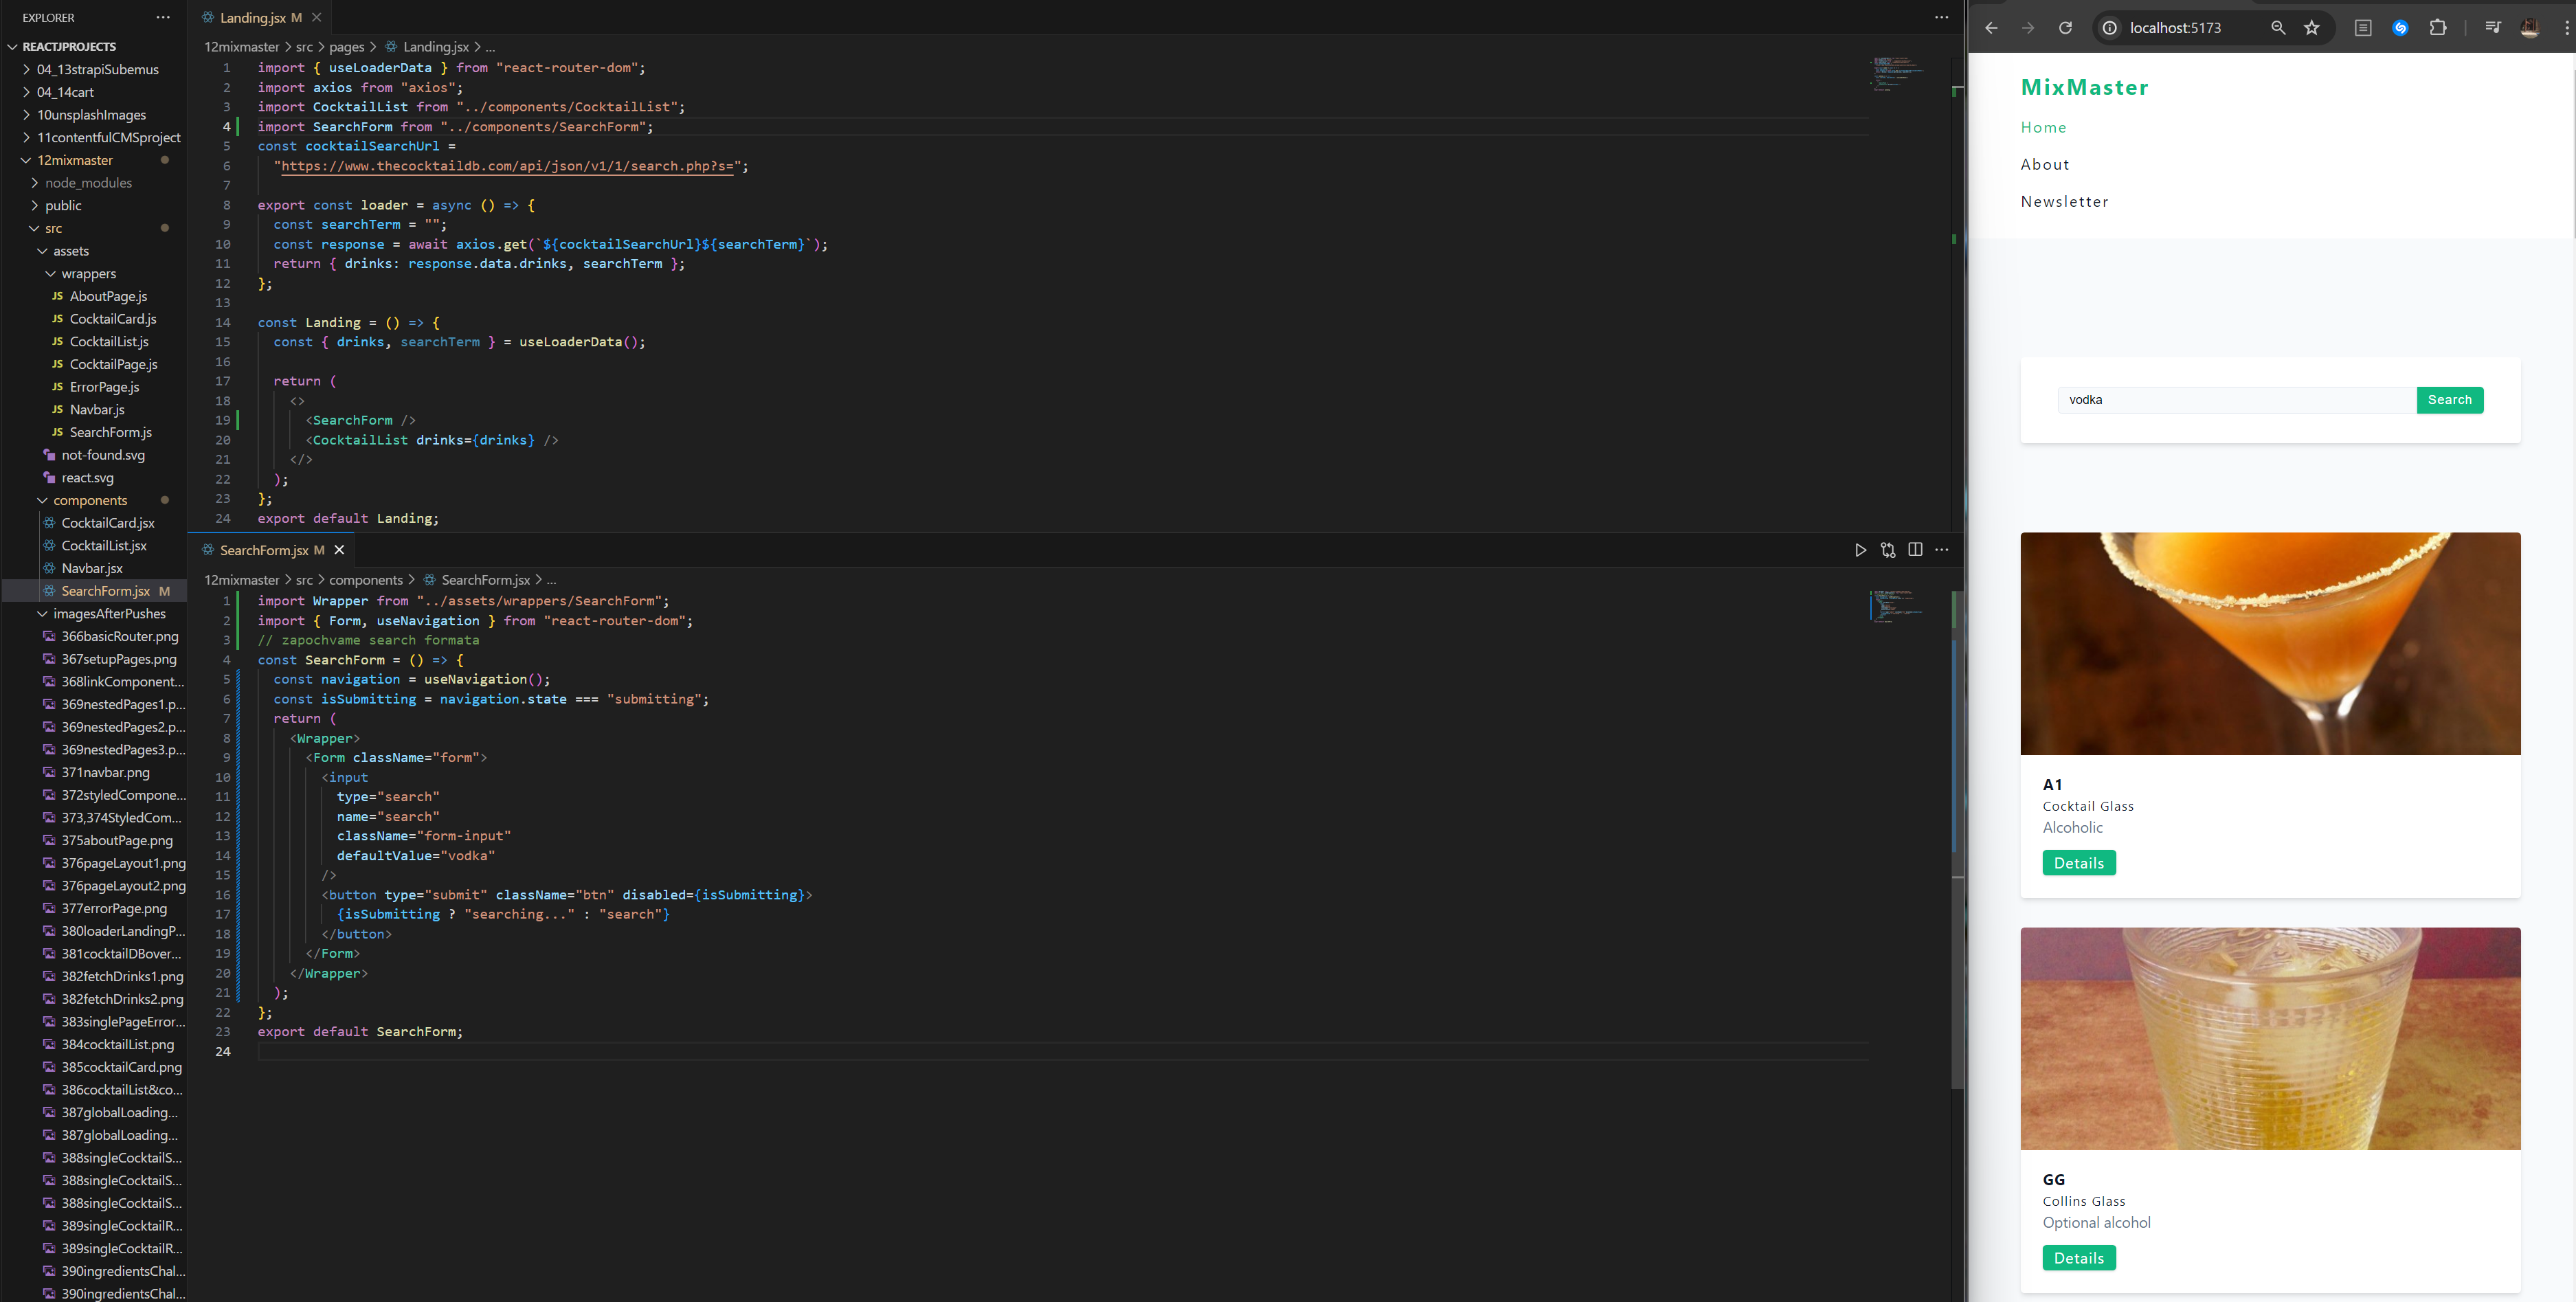 EXPLORER
REACTJPROJECTS
04_13strapiSubemus
04_14cart
10unsplashImages
11contentfulCMSproject
12mixmaster
node_modules
public
src
assets
wrappers
JS AboutPage.js
JS CocktailCard.js
JS CocktailList.js
JS CocktailPage.js
JS ErrorPage.js
JS Navbar.js
JS SearchForm.js
not-found.svg
react.svg
components
CocktailCard.jsx
CocktailList.jsx
Navbar.jsx
SearchForm.jsx M
imagesAfterPushes
366basicRouter.png
367setupPages.png
368linkComponent...
369nestedPages1.p...
369nestedPages2.p...
369nestedPages3.p...
371navbar.png
372styledCompone...
373,374StyledCom...
375aboutPage.png
376pageLayout1.png
376pageLayout2.png
377errorPage.png
380loaderLandingP...
381cocktailDBover...
382fetchDrinks1.png
382fetchDrinks2.png
383singlePageError...
384cocktailList.png
385cocktailCard.png
386cocktailList&co...
387globalLoading...
387globalLoading...
388singleCocktailS...
388singleCocktailS...
388singleCocktailS...
389singleCocktailR...
389singleCocktailR...
390ingredientsChal...
390ingredientsChal...
Landing.jsx M
12mixmaster > src > pages > Landing.jsx > ...
1 import { useLoaderData } from "react-router-dom";
2 import axios from "axios";
3 import CocktailList from "../components/CocktailList";
4 import SearchForm from "../components/SearchForm";
5 const cocktailSearchUrl =
6 "https://www.thecocktaildb.com/api/json/v1/1/search.php?s=";
7
8 export const loader = async () => {
9 const searchTerm = "";
10 const response = await axios.get(`${cocktailSearchUrl}${searchTerm}`);
11 return { drinks: response.data.drinks, searchTerm };
12 };
13
14 const Landing = () => {
15 const { drinks, searchTerm } = useLoaderData();
16
17 return (
18 <>
19 <SearchForm />
20 <CocktailList drinks={drinks} />
21 </>
22 );
23 };
24 export default Landing;
SearchForm.jsx M
12mixmaster > src > components > SearchForm.jsx > ...
1 import Wrapper from "../assets/wrappers/SearchForm";
2 import { Form, useNavigation } from "react-router-dom";
3 // zapochvame search formata
4 const SearchForm = () => {
5 const navigation = useNavigation();
6 const isSubmitting = navigation.state === "submitting";
7 return (
8 <Wrapper>
9 <Form className="form">
10 <input
11 type="search"
12 name="search"
13 className="form-input"
14 defaultValue="vodka"
15 />
16 <button type="submit" className="btn" disabled={isSubmitting}>
17 {isSubmitting ? "searching..." : "search"}
18 </button>
19 </Form>
20 </Wrapper>
21 );
22 };
23 export default SearchForm;
24
localhost:5173
MixMaster
Home
About
Newsletter
vodka
Search
A1
Cocktail Glass
Alcoholic
Details
GG
Collins Glass
Optional alcohol
Details